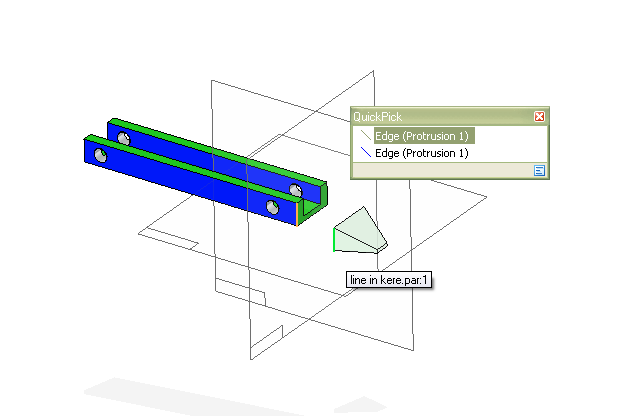 QuickPick
Edge (Protrusion 1)
Edge (Protrusion 1)
line in kere.par:1